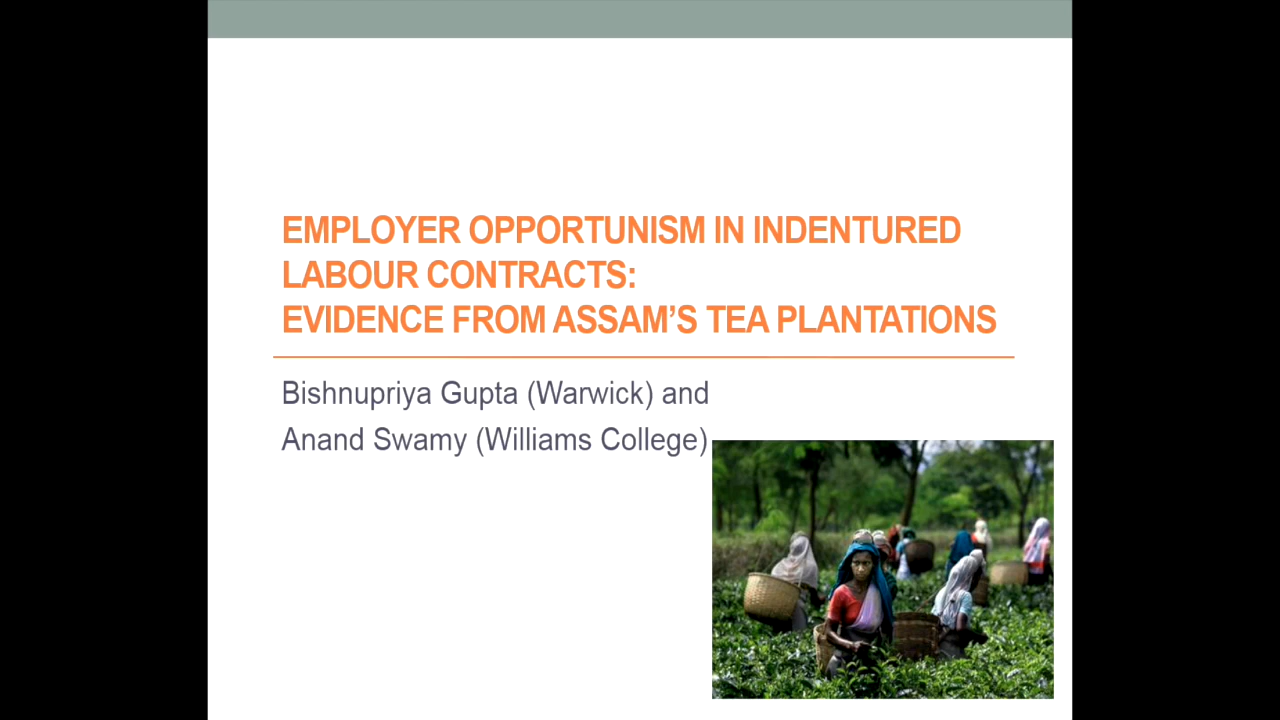 EMPLOYER OPPORTUNISM IN INDENTURED
LABOUR CONTRACTS:
EVIDENCE FROM ASSAM’S TEA PLANTATIONS
Bishnupriya Gupta (Warwick) and
Anand Swamy (Williams College)